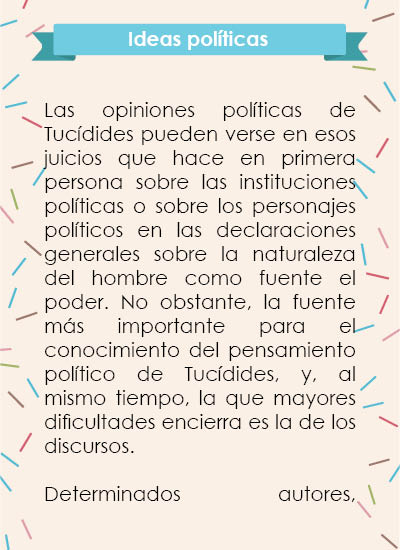 Ideas políticas
Las opiniones políticas de
Tucídides pueden verse en esos
juicios que hace en primera
persona sobre las instituciones
políticas o sobre los personajes
políticos en las declaraciones
generales sobre la naturaleza
del hombre como fuente el
poder. No obstante, la fuente
más importante para el
conocimiento del pensamiento
político de Tucídides, y, al
mismo tiempo, la que mayores
dificultades encierra es la de los
discursos.
Determinados autores,